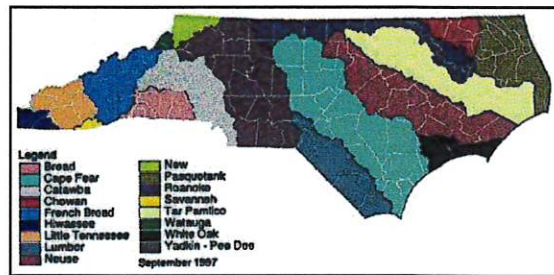 Legend
Broad
Cape Fear
Catawba
Chowan
French Broad
Hiwassee
Little Tennessee
Lumber
Neuse
New
Pasquotank
Roanoke
Savannah
Tar Pamlico
Watauga
White Oak
Yadkin - Pee Dee
September 1997